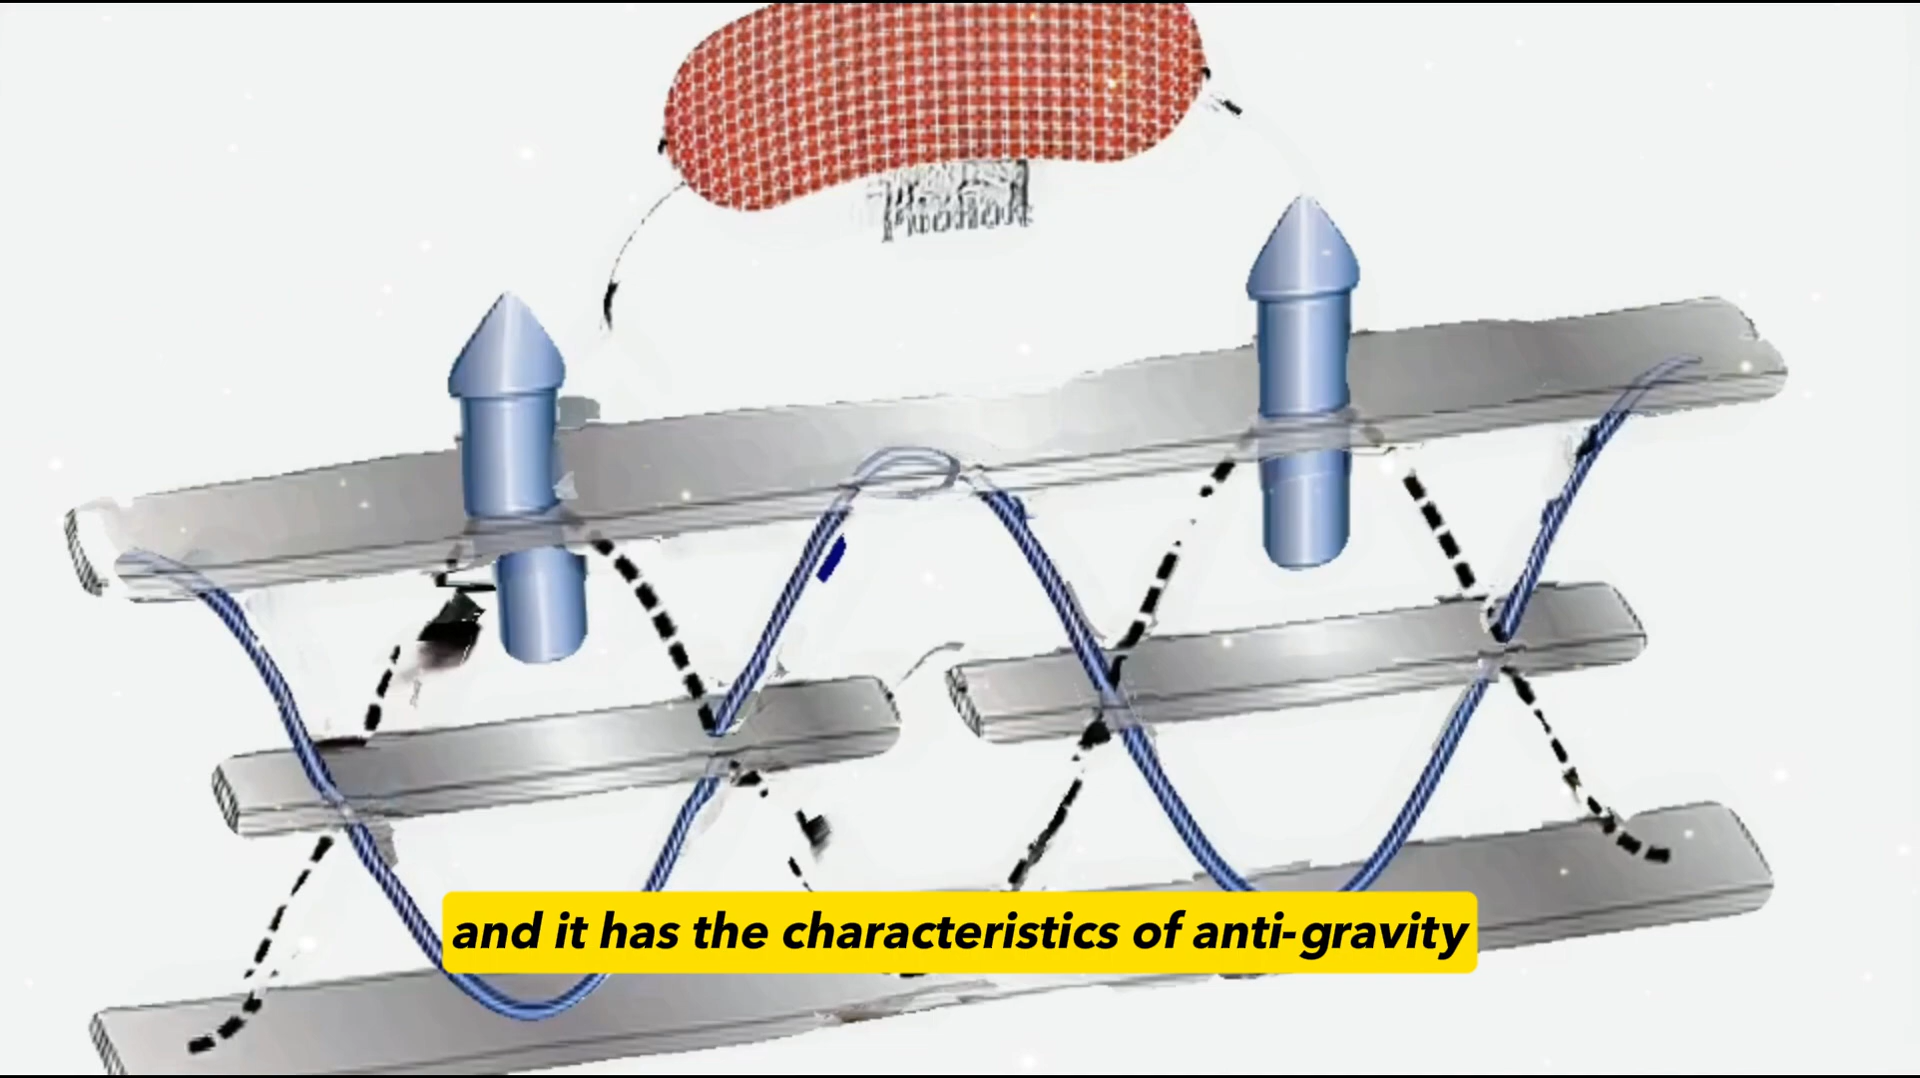 and it has the characteristics of anti-gravity